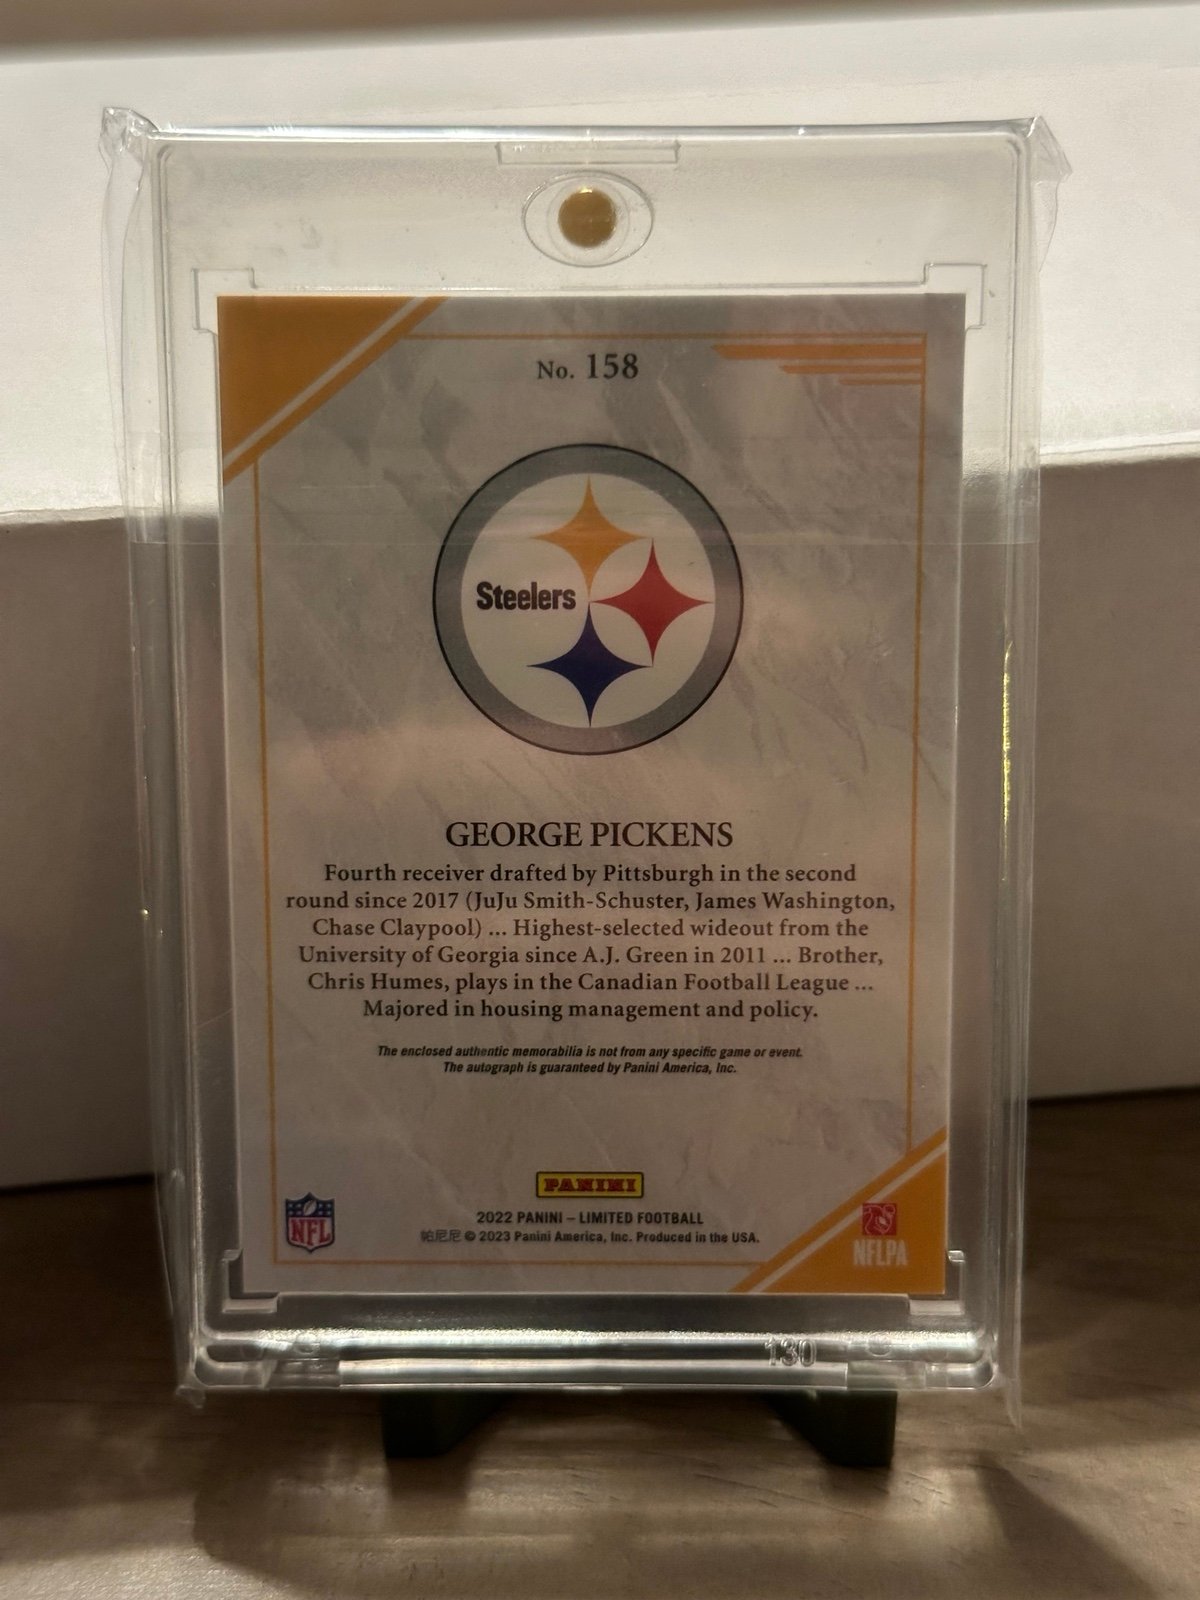 No. 158
Steelers
GEORGE PICKENS
Fourth receiver drafted by Pittsburgh in the second
round since 2017 (JuJu Smith-Schuster, James Washington,
Chase Claypool) ... Highest-selected wideout from the
University of Georgia since A.J. Green in 2011 ... Brother,
Chris Humes, plays in the Canadian Football League ...
Majored in housing management and policy.
The enclosed authentic memorabilia is not from any specific game or event.
The autograph is guaranteed by Panini America, Inc.
PANINI
NFL
2022 PANINI – LIMITED FOOTBALL
帕尼尼 © 2023 Panini America, Inc. Produced in the USA.
NFLPA
130